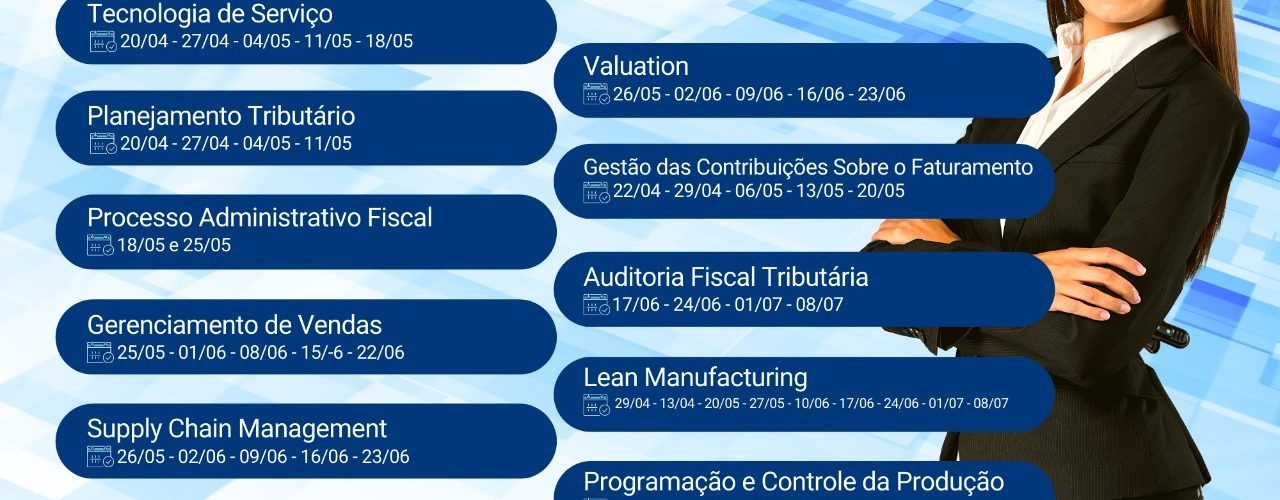 Tecnologia de Serviço
20/04 - 27/04 - 04/05 - 11/05 - 18/05
Planejamento Tributário
20/04 - 27/04 - 04/05 - 11/05
Processo Administrativo Fiscal
18/05 e 25/05
Gerenciamento de Vendas
25/05 - 01/06 - 08/06 - 15/-6 - 22/06
Supply Chain Management
26/05 - 02/06 - 09/06 - 16/06 - 23/06
Valuation
26/05 - 02/06 - 09/06 - 16/06 - 23/06
Gestão das Contribuições Sobre o Faturamento
22/04 - 29/04 - 06/05 - 13/05 - 20/05
Auditoria Fiscal Tributária
17/06 - 24/06 - 01/07 - 08/07
Lean Manufacturing
29/04 - 13/04 - 20/05 - 27/05 - 10/06 - 17/06 - 24/06 - 01/07 - 08/07
Programação e Controle da Produção